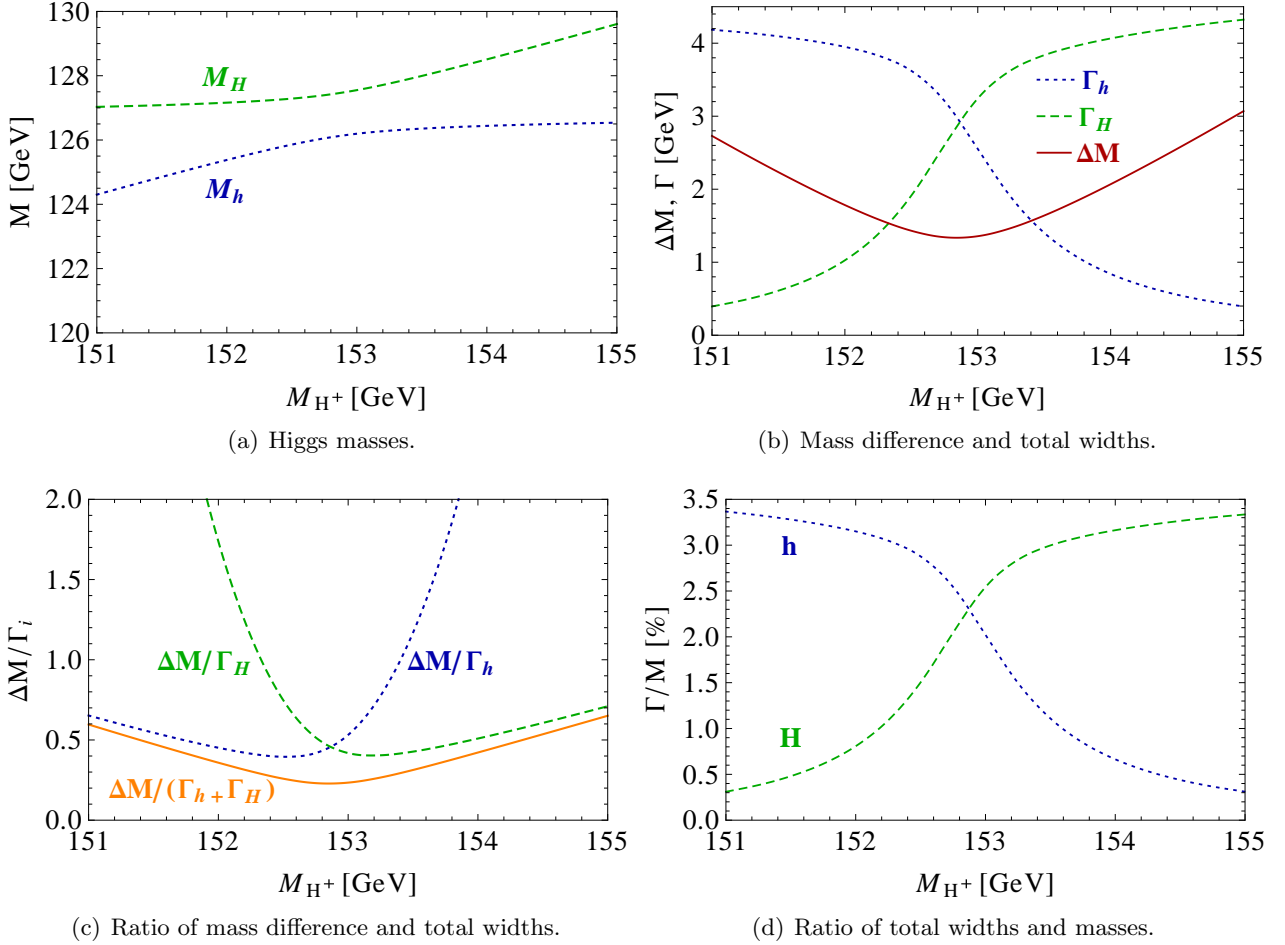 130
128
126
124
122
120
M [GeV]
M_H
M_h
151 152 153 154 155
M_H+ [GeV]
(a) Higgs masses.
4
3
2
1
0
ΔM, Γ [GeV]
Γ_h
Γ_H
ΔM
151 152 153 154 155
M_H+ [GeV]
(b) Mass difference and total widths.
2.0
1.5
1.0
0.5
0.0
ΔM/Γ_i
ΔM/Γ_H
ΔM/Γ_h
ΔM/(Γ_h+Γ_H)
151 152 153 154 155
M_H+ [GeV]
(c) Ratio of mass difference and total widths.
3.5
3.0
2.5
2.0
1.5
1.0
0.5
0.0
Γ/M [%]
h
H
151 152 153 154 155
M_H+ [GeV]
(d) Ratio of total widths and masses.